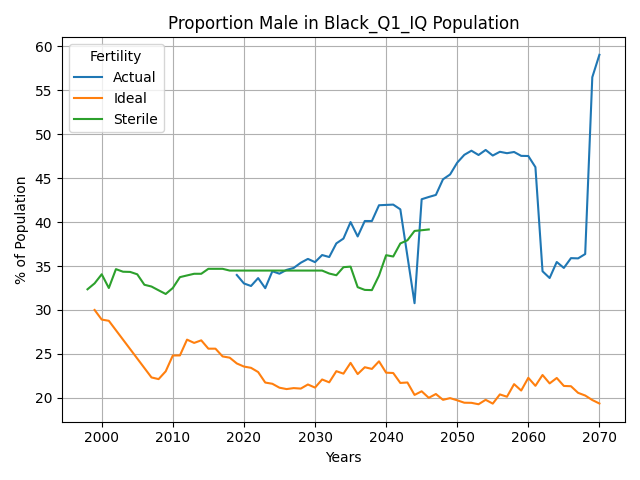 Proportion Male in Black_Q1_IQ Population
Fertility
Actual
Ideal
Sterile
% of Population
60
55
50
45
40
35
30
25
20
2000 2010 2020 2030 2040 2050 2060 2070
Years